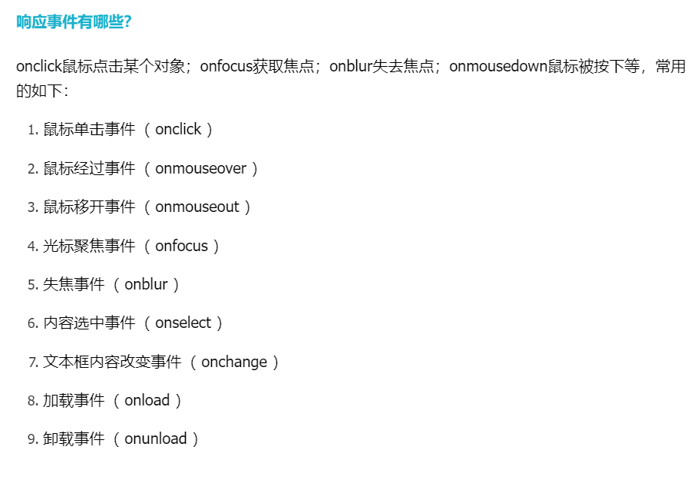 响应事件有哪些?
onclick鼠标点击某个对象；onfocus获取焦点；onblur失去焦点；onmousedown鼠标被按下等，常用
的如下：
1. 鼠标单击事件（ onclick ）
2. 鼠标经过事件（ onmouseover ）
3. 鼠标移开事件（ onmouseout ）
4. 光标聚焦事件（ onfocus ）
5. 失焦事件（ onblur ）
6. 内容选中事件（ onselect ）
7. 文本框内容改变事件（ onchange ）
8. 加载事件（ onload ）
9. 卸载事件（ onunload ）